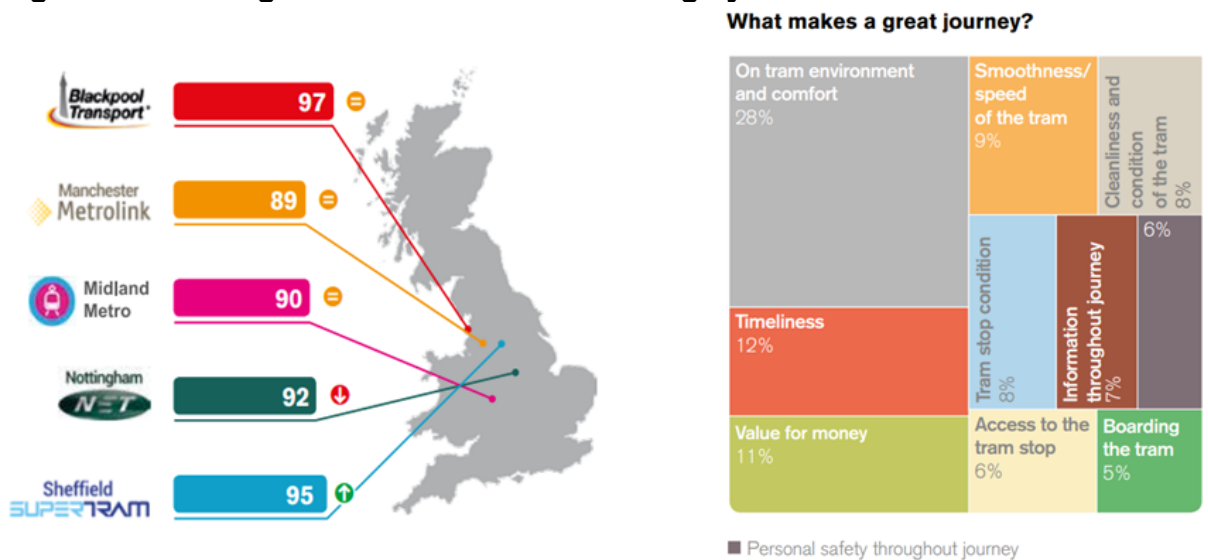 What makes a great journey?
Blackpool
Transport
97
=
Manchester
Metrolink
89
=
Midland
Metro
90
=
Nottingham
NET
92
Sheffield
SUPERTRAM
95
On tram environment
and comfort
28%
Smoothness/
speed
of the tram
9%
Cleanliness and
condition
of the tram
8%
Timeliness
12%
Tram stop condition
8%
Information
throughout journey
7%
6%
Value for money
11%
Access to the
tram stop
6%
Boarding
the tram
5%
Personal safety throughout journey